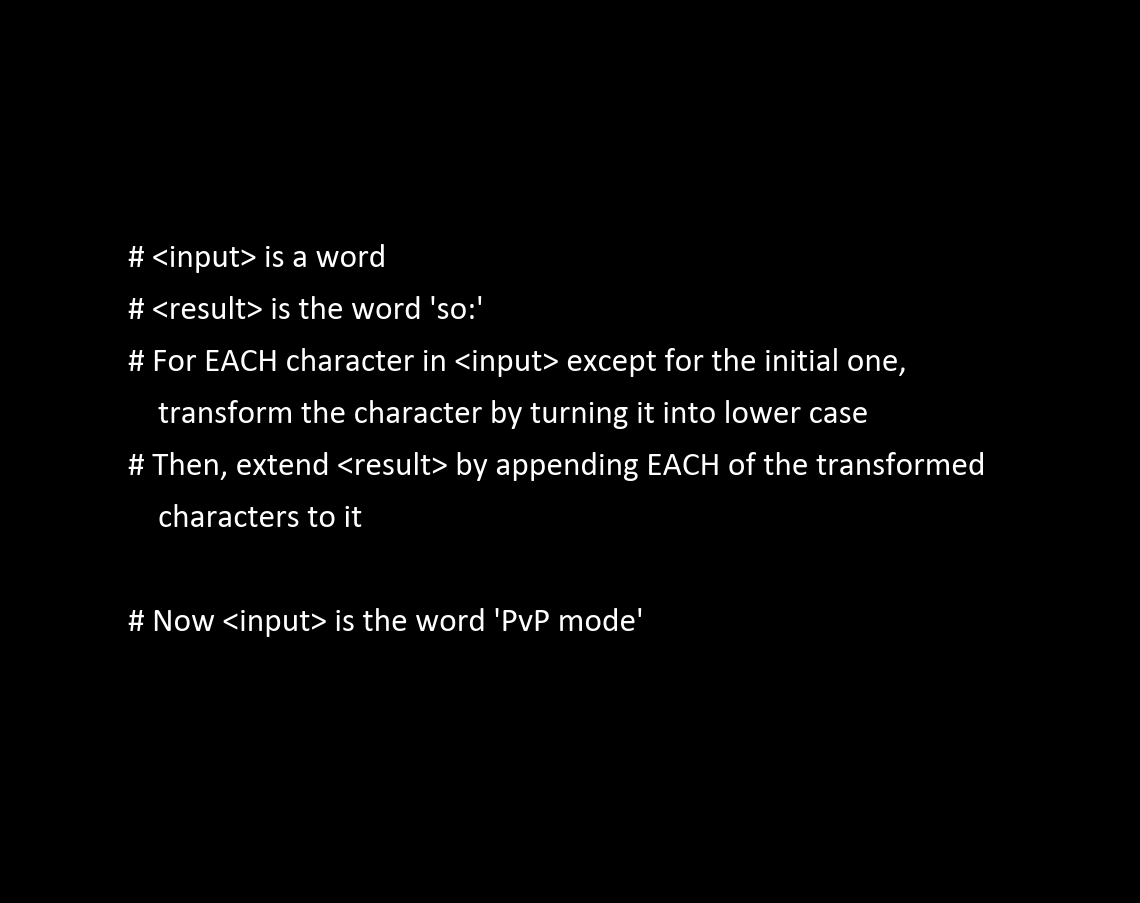 # <input> is a word
# <result> is the word 'so:'
# For EACH character in <input> except for the initial one,
transform the character by turning it into lower case
# Then, extend <result> by appending EACH of the transformed
characters to it
# Now <input> is the word 'PvP mode'